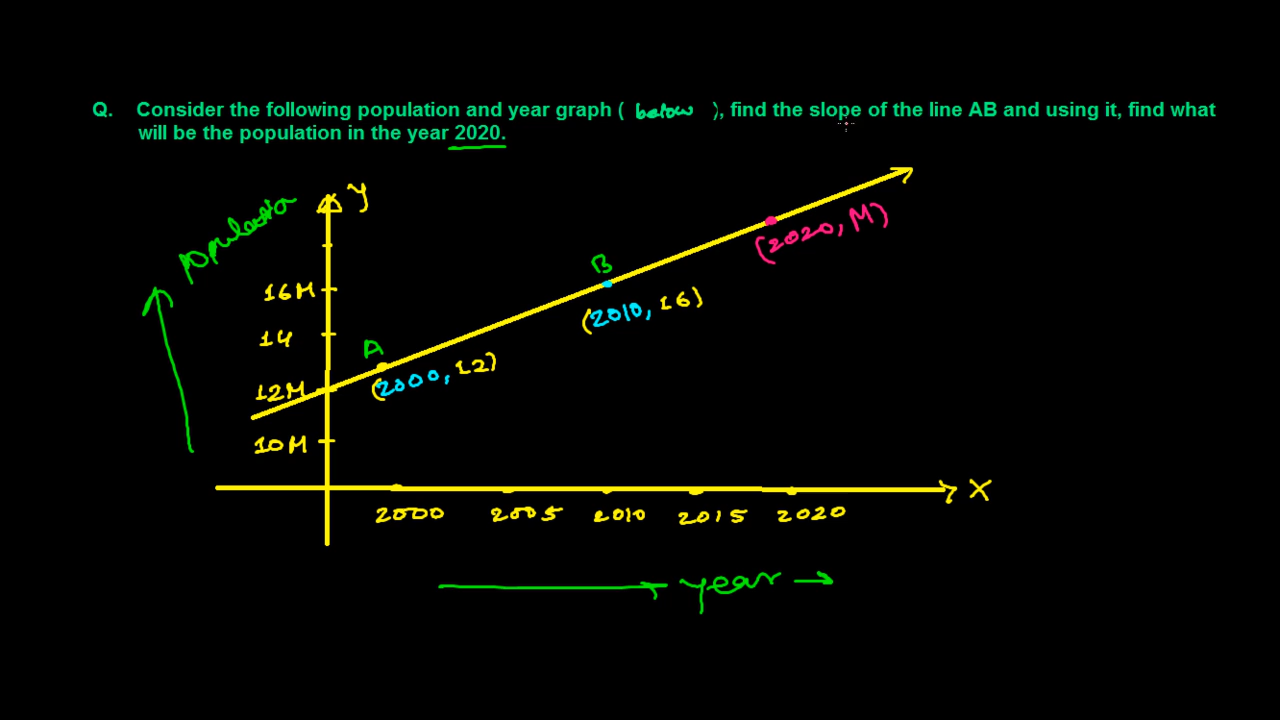 Q. Consider the following population and year graph ( below ), find the slope of the line AB and using it, find what
will be the population in the year 2020.
Population
Y
16M
14
12M
10M
A
(2000, 12)
B
(2010, 16)
(2020, M)
X
2000 2005 2010 2015 2020
year